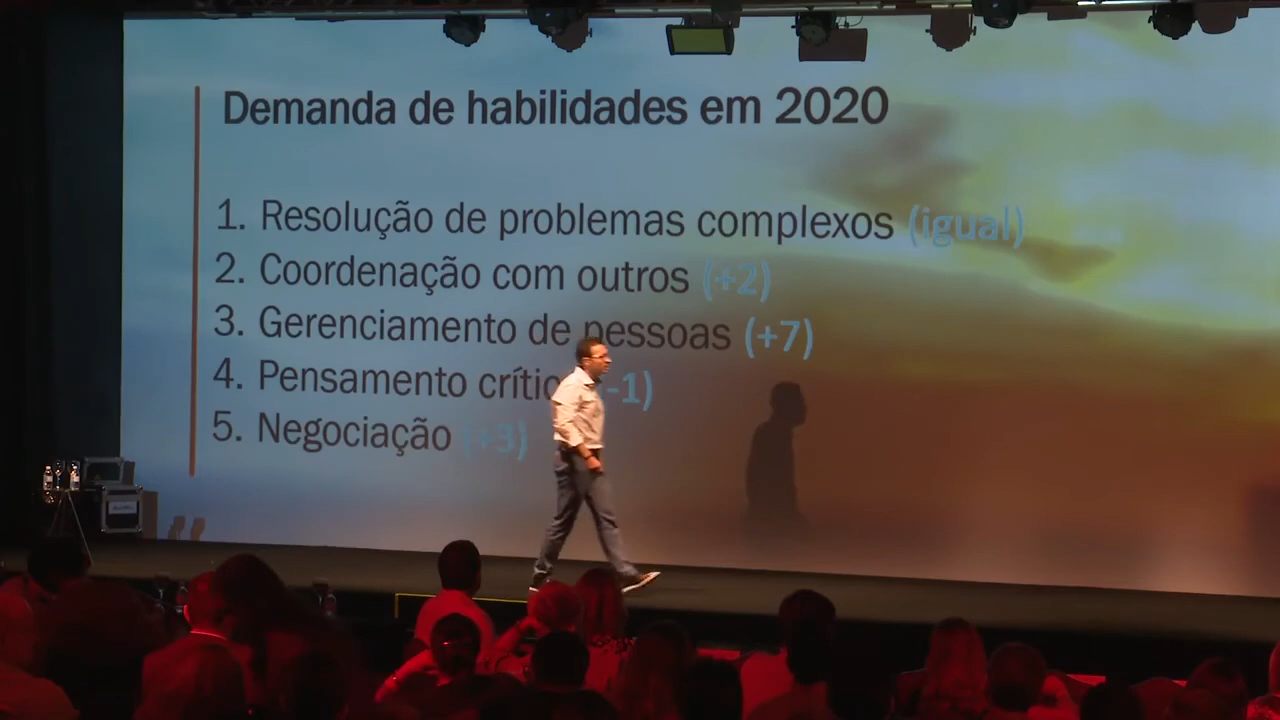 Demanda de habilidades em 2020
1. Resolução de problemas complexos (igual)
2. Coordenação com outros (+2)
3. Gerenciamento de pessoas (+7)
4. Pensamento crítico (-1)
5. Negociação (+3)